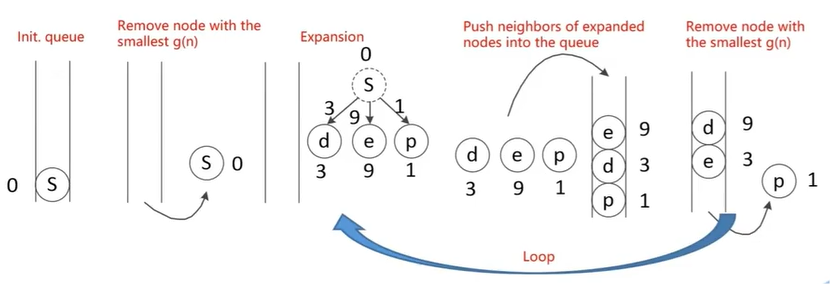 Init. queue
Remove node with the
smallest g(n)
Expansion
Push neighbors of expanded
nodes into the queue
Remove node with
the smallest g(n)
0 S
S 0
0
S
3 9 1
d e p
3 9 1
d e p
3 9 1
e 9
d 3
p 1
d 9
e 3
p 1
Loop